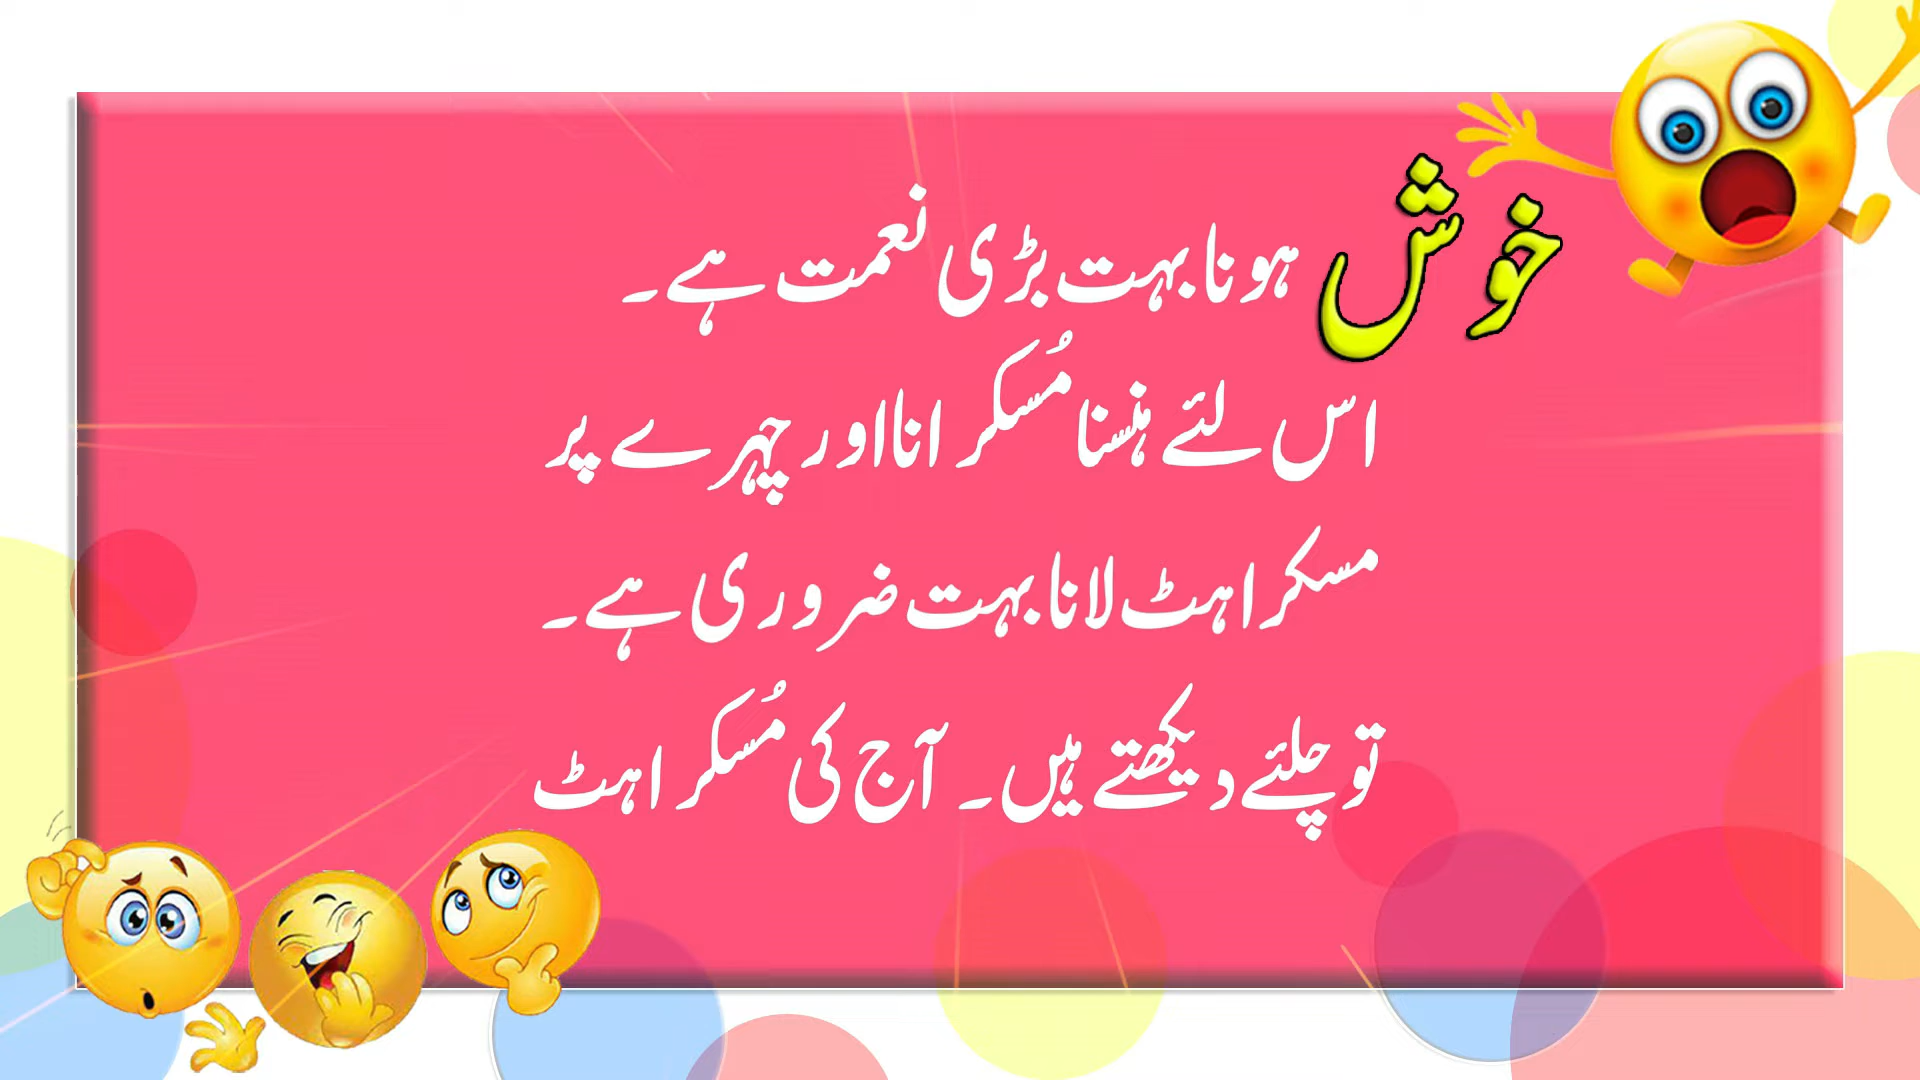 خوش ہونا بہت بڑی نعمت ہے۔
اس لئے ہنسنا مُسکرانا اور چہرے پر
مسکراہٹ لانا بہت ضروری ہے۔
تو چلئے دیکھتے ہیں۔ آج کی مُسکراہٹ